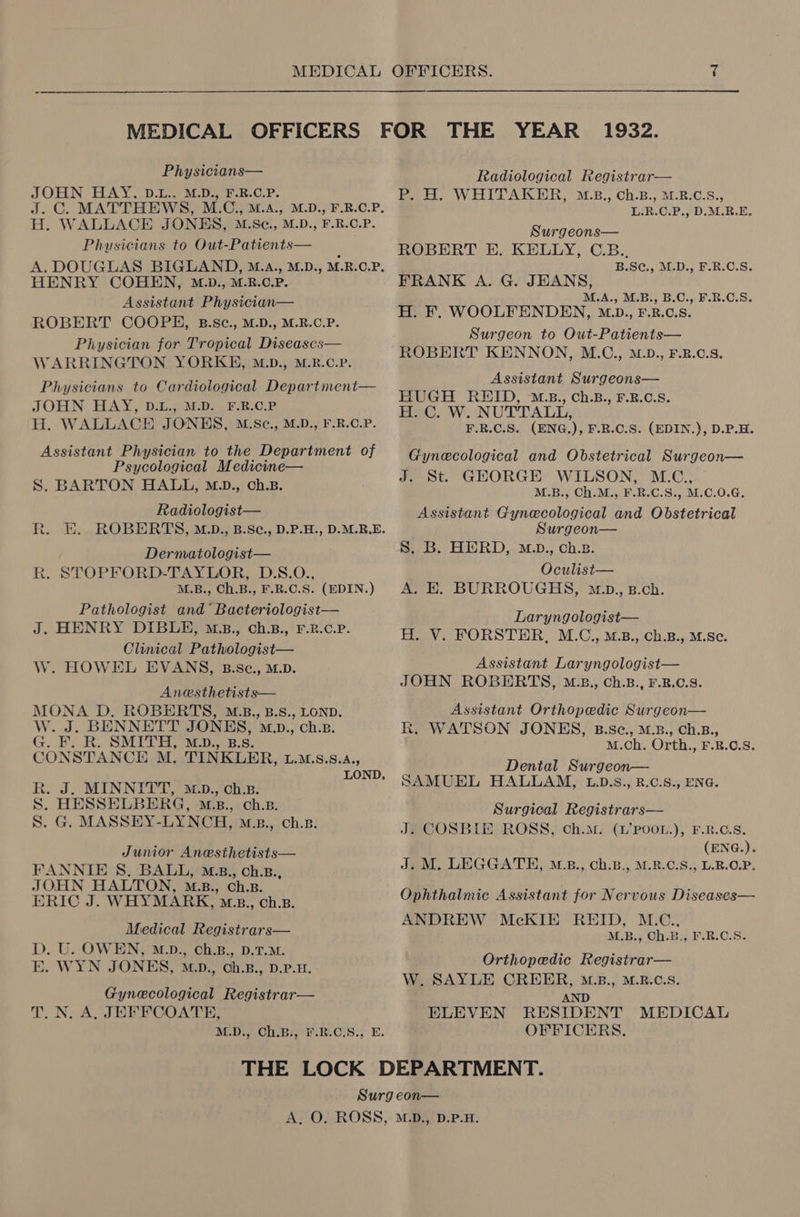 MEDICAL OFFICERS. 7
MEDICAL OFFICERS FOR THE YEAR 1932.
Physicians—
JOHN HAY, D.L.. M.D., F.R.C.P.
J. C. MATTHEWS, M.C., M.A., M.D., F.R.C.P.
H. WALLACE JONES, M.Sc., M.D., F.R.C.P.
Physicians to Out-Patients—
A. DOUGLAS BIGLAND, M.A., M.D., M.R.C.P.
HENRY COHEN, M.D., M.R.C.P.
Assistant Physician—
ROBERT COOPE, B.Sc., M.D., M.R.C.P.
Physician for Tropical Diseases—
WARRINGTON YORKE, M.D., M.R.C.P.
Physicians to Cardiological Department—
JOHN HAY, D.L., M.D. F.R.C.P
H. WALLACE JONES, M.Sc., M.D., F.R.C.P.
Assistant Physician to the Department of
Psycological Medicine—
S. BARTON HALL, M.D., Ch.B.
Radiologist—
R. E. ROBERTS, M.D., B.Sc., D.P.H., D.M.R.E.
Dermatologist—
R. STOPFORD-TAYLOR, D.S.O.,
M.B., Ch.B., F.R.C.S. (EDIN.)
Pathologist and Bacteriologist—
J. HENRY DIBLE, M.B., Ch.B., F.R.C.P.
Clinical Pathologist—
W. HOWEL EVANS, B.Sc., M.D.
Anæsthetists—
MONA D. ROBERTS, M.B., B.S., LOND.
W. J. BENNETT JONES, M.D., Ch.B.
G. F. R. SMITH, M.D., B.S.
CONSTANCE M. TINKLER, L.M.S.S.A.,
LOND.
R. J. MINNITT, M.D., Ch.B.
S. HESSELBERG, M.B., Ch.B.
S. G. MASSEY-LYNCH, M.B., Ch.B.
Junior Anæsthetists—
FANNIE S. BALL, M.B., Ch.B.,
JOHN HALTON, M.B., Ch.B.
ERIC J. WHYMARK, M.B., Ch.B.
Medical Registrars—
D. U. OWEN, M.D., Ch.B., D.T.M.
E. WYN JONES, M.D., Ch.B., D.P.H.
Gynæcological Registrar—
T. N. A. JEFFCOATE,
M.D., Ch.B., F.R.C.S., E.
Radiological Registrar—
P. H. WHITAKER, M.B., Ch.B., M.R.C.S.,
L.R.C.P., D.M.R.E.
Surgeons—
ROBERT E. KELLY, C.B.,
B.Sc., M.D., F.R.C.S.
FRANK A. G. JEANS,
M.A., M.B., B.C., F.R.C.S.
H. F. WOOLFENDEN, M.D., F.R.C.S.
Surgeon to Out-Patients—
ROBERT KENNON, M.C., M.D., F.R.C.S.
Assistant Surgeons—
HUGH REID, M.B., Ch.B., F.R.C.S.
H. C. W. NUTTALL,
F.R.C.S. (ENG.), F.R.C.S. (EDIN.), D.P.H.
Gynæcological and Obstetrical Surgeon—
J. St. GEORGE WILSON, M.C.,
M.B., Ch.M., F.R.C.S., M.C.O.G.
Assistant Gynæcological and Obstetrical
Surgeon—
S. B. HERD, M.D., Ch.B.
Oculist—
A. E. BURROUGHS, M.D., B.Ch.
Laryngologist—
H. V. FORSTER, M.C., M.B., Ch.B., M.Sc.
Assistant Laryngologist—
JOHN ROBERTS, M.B., Ch.B., F.R.C.S.
Assistant Orthopædic Surgeon—
R. WATSON JONES, B.Sc., M.B., Ch.B.,
M.Ch. Orth., F.R.C.S.
Dental Surgeon—
SAMUEL HALLAM, L.D.S., R.C.S., ENG.
Surgical Registrars—
J. COSBIE ROSS, Ch.M. (L'POOL.), F.R.C.S.
(ENG.).
J. M. LEGGATE, M.B., Ch.B., M.R.C.S., L.R.C.P.
Ophthalmic Assistant for Nervous Diseases—
ANDREW McKIE REID, M.C.,
M.B., Ch.B., F.R.C.S.
Orthopedic Registrar—
W. SAYLE CREER, M.B., M.R.C.S.
AND
ELEVEN RESIDENT MEDICAL
OFFICERS.
THE LOCK DEPARTMENT.
Surgeon—
A. O. ROSS, M.D., D.P.H.